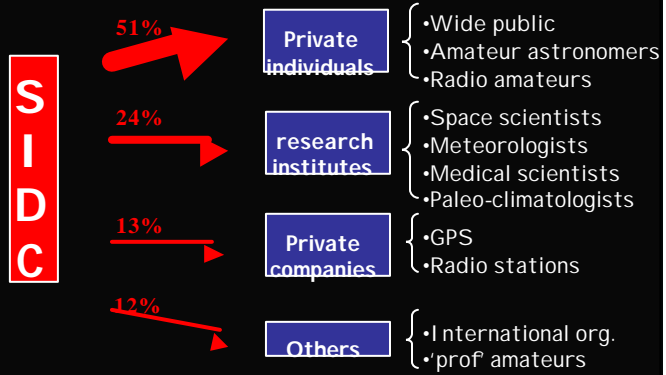 S
I
D
C
51%
Private
individuals
•Wide public
•Amateur astronomers
•Radio amateurs
24%
research
institutes
•Space scientists
•Meteorologists
•Medical scientists
•Paleo-climatologists
13%
Private
companies
•GPS
•Radio stations
12%
Others
•International org.
•'prof' amateurs